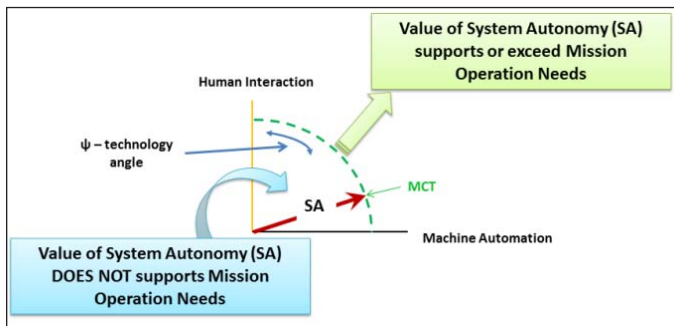 Value of System Autonomy (SA)
supports or exceed Mission
Operation Needs
Human Interaction
ψ – technology
angle
MCT
SA
Machine Automation
Value of System Autonomy (SA)
DOES NOT supports Mission
Operation Needs